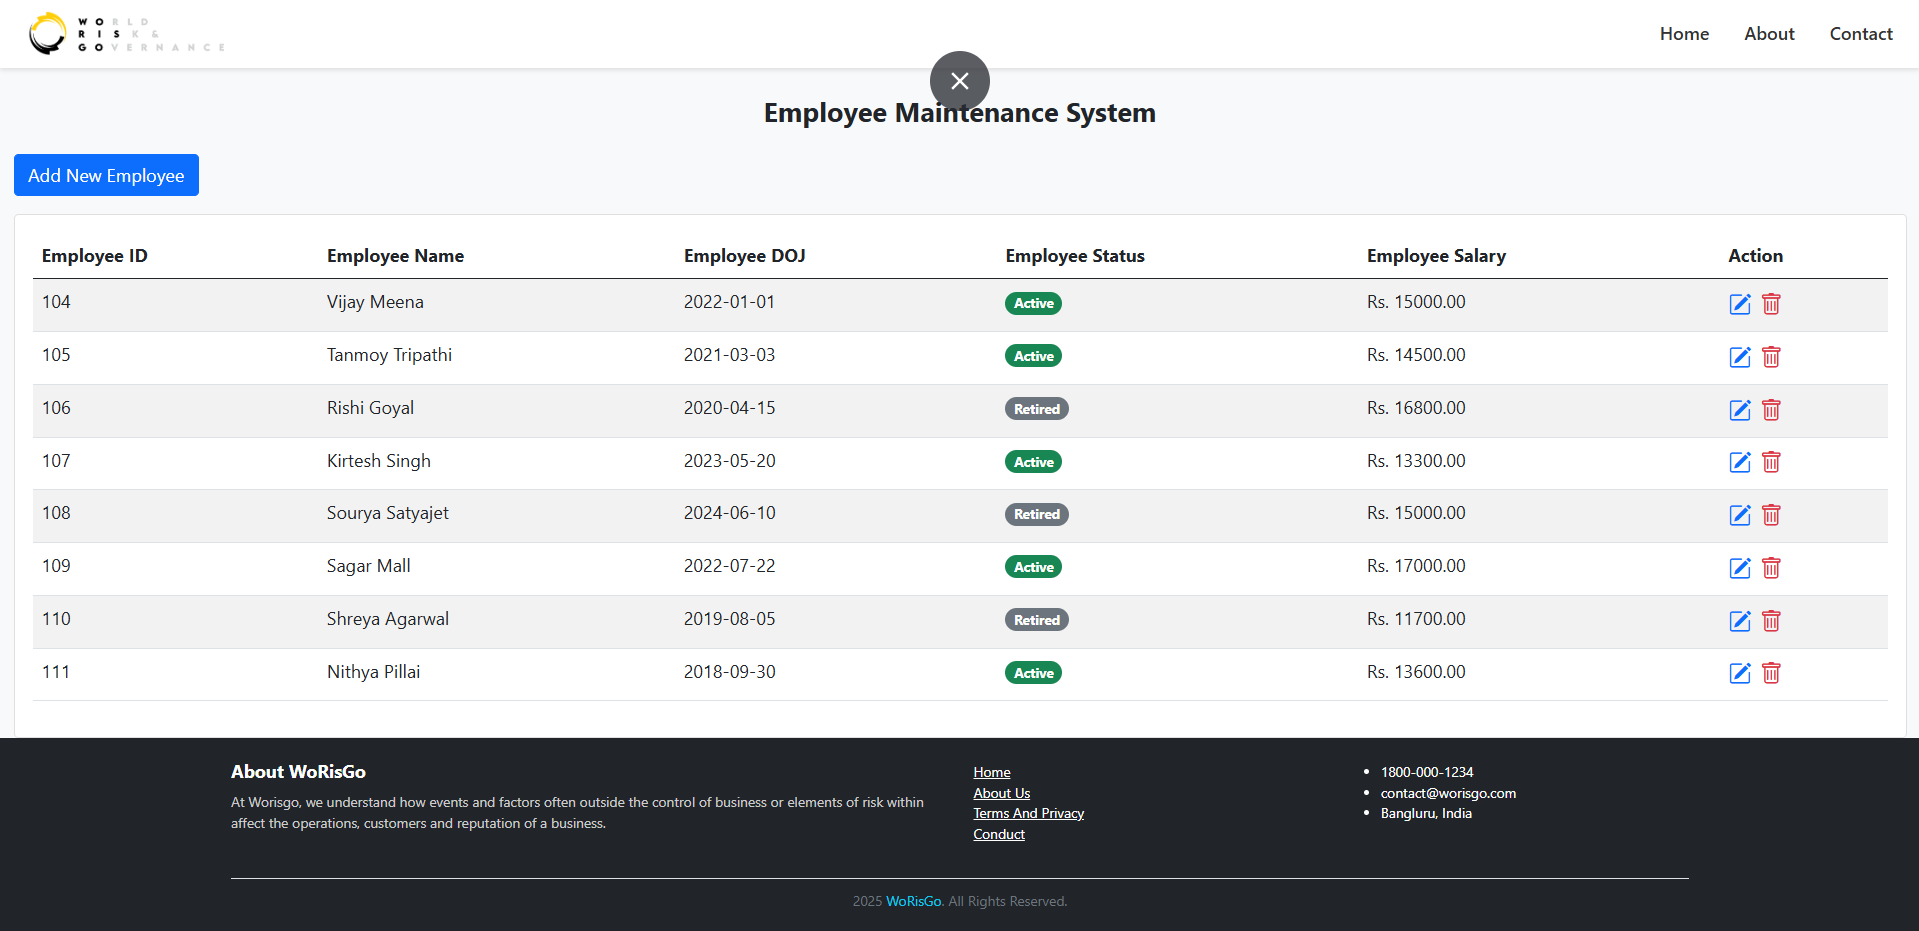 WORLD
RISK &
GOVERNANCE
Home About Contact
Employee Maintenance System
Add New Employee
Employee ID Employee Name Employee DOJ Employee Status Employee Salary Action
104 Vijay Meena 2022-01-01 Active Rs. 15000.00
105 Tanmoy Tripathi 2021-03-03 Active Rs. 14500.00
106 Rishi Goyal 2020-04-15 Retired Rs. 16800.00
107 Kirtesh Singh 2023-05-20 Active Rs. 13300.00
108 Sourya Satyajet 2024-06-10 Retired Rs. 15000.00
109 Sagar Mall 2022-07-22 Active Rs. 17000.00
110 Shreya Agarwal 2019-08-05 Retired Rs. 11700.00
111 Nithya Pillai 2018-09-30 Active Rs. 13600.00
About WoRisGo
At Worisgo, we understand how events and factors often outside the control of business or elements of risk within
affect the operations, customers and reputation of a business.
Home
About Us
Terms And Privacy
Conduct
1800-000-1234
contact@worisgo.com
Bangluru, India
2025 WoRisGo. All Rights Reserved.